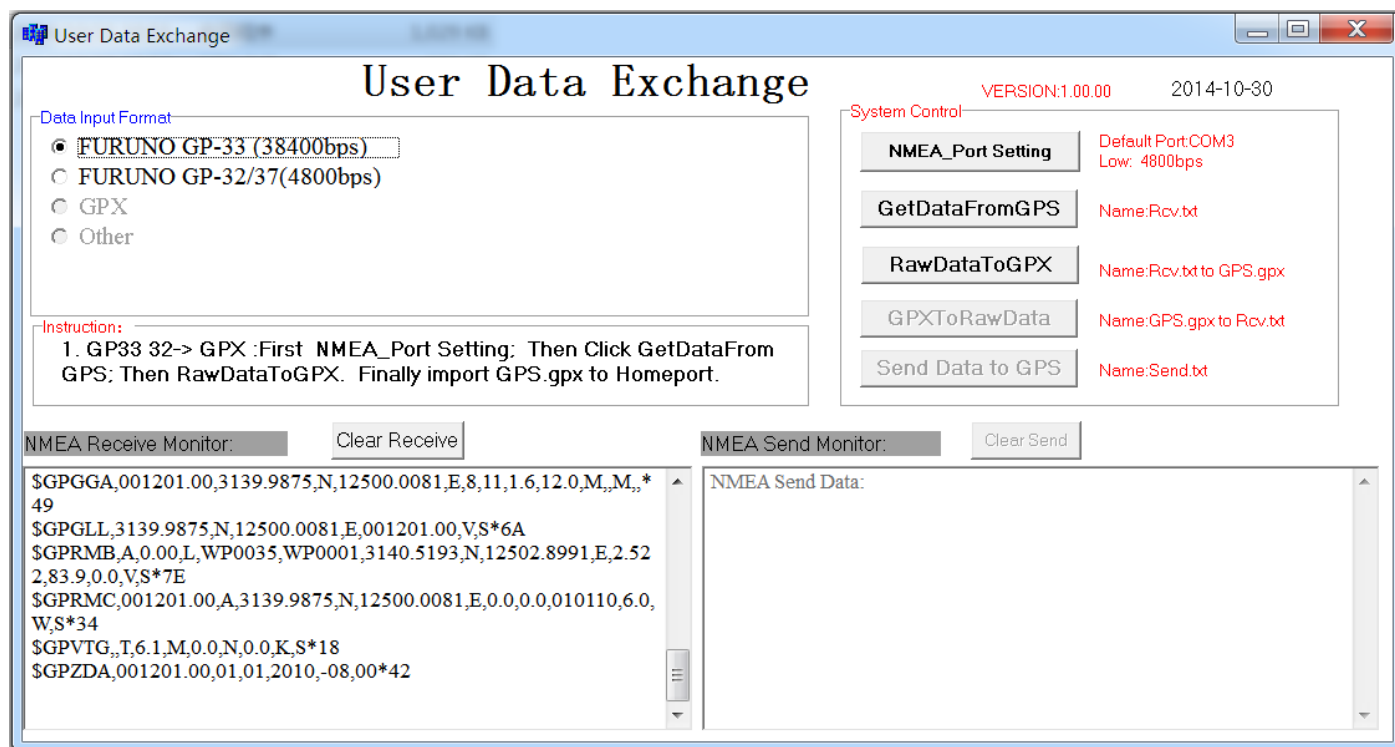 User Data Exchange
User Data Exchange
VERSION:1.00.00
2014-10-30
Data Input Format
FURUNO GP-33 (38400bps)
FURUNO GP-32/37(4800bps)
GPX
Other
System Control
NMEA_Port Setting
Default Port:COM3
Low: 4800bps
GetDataFromGPS
Name:Rcv.txt
RawDataToGPX
Name:Rcv.txt to GPS.gpx
GPXToRawData
Name:GPS.gpx to Rcv.txt
Send Data to GPS
Name:Send.txt
Instruction:
1. GP33 32-> GPX :First NMEA_Port Setting; Then Click GetDataFrom
GPS; Then RawDataToGPX. Finally import GPS.gpx to Homeport.
NMEA Receive Monitor:
Clear Receive
NMEA Send Monitor:
Clear Send
$GPGGA,001201.00,3139.9875,N,12500.0081,E,8,11,1.6,12.0,M,,M,,*
49
$GPGLL,3139.9875,N,12500.0081,E,001201.00,V,S*6A
$GPRMB,A,0.00,L,WP0035,WP0001,3140.5193,N,12502.8991,E,2.52
2,83.9,0.0,V,S*7E
$GPRMC,001201.00,A,3139.9875,N,12500.0081,E,0.0,0.0,010110,6.0,
W,S*34
$GPVTG,,T,6.1,M,0.0,N,0.0,K,S*18
$GPZDA,001201.00,01,01,2010,-08,00*42
NMEA Send Data: